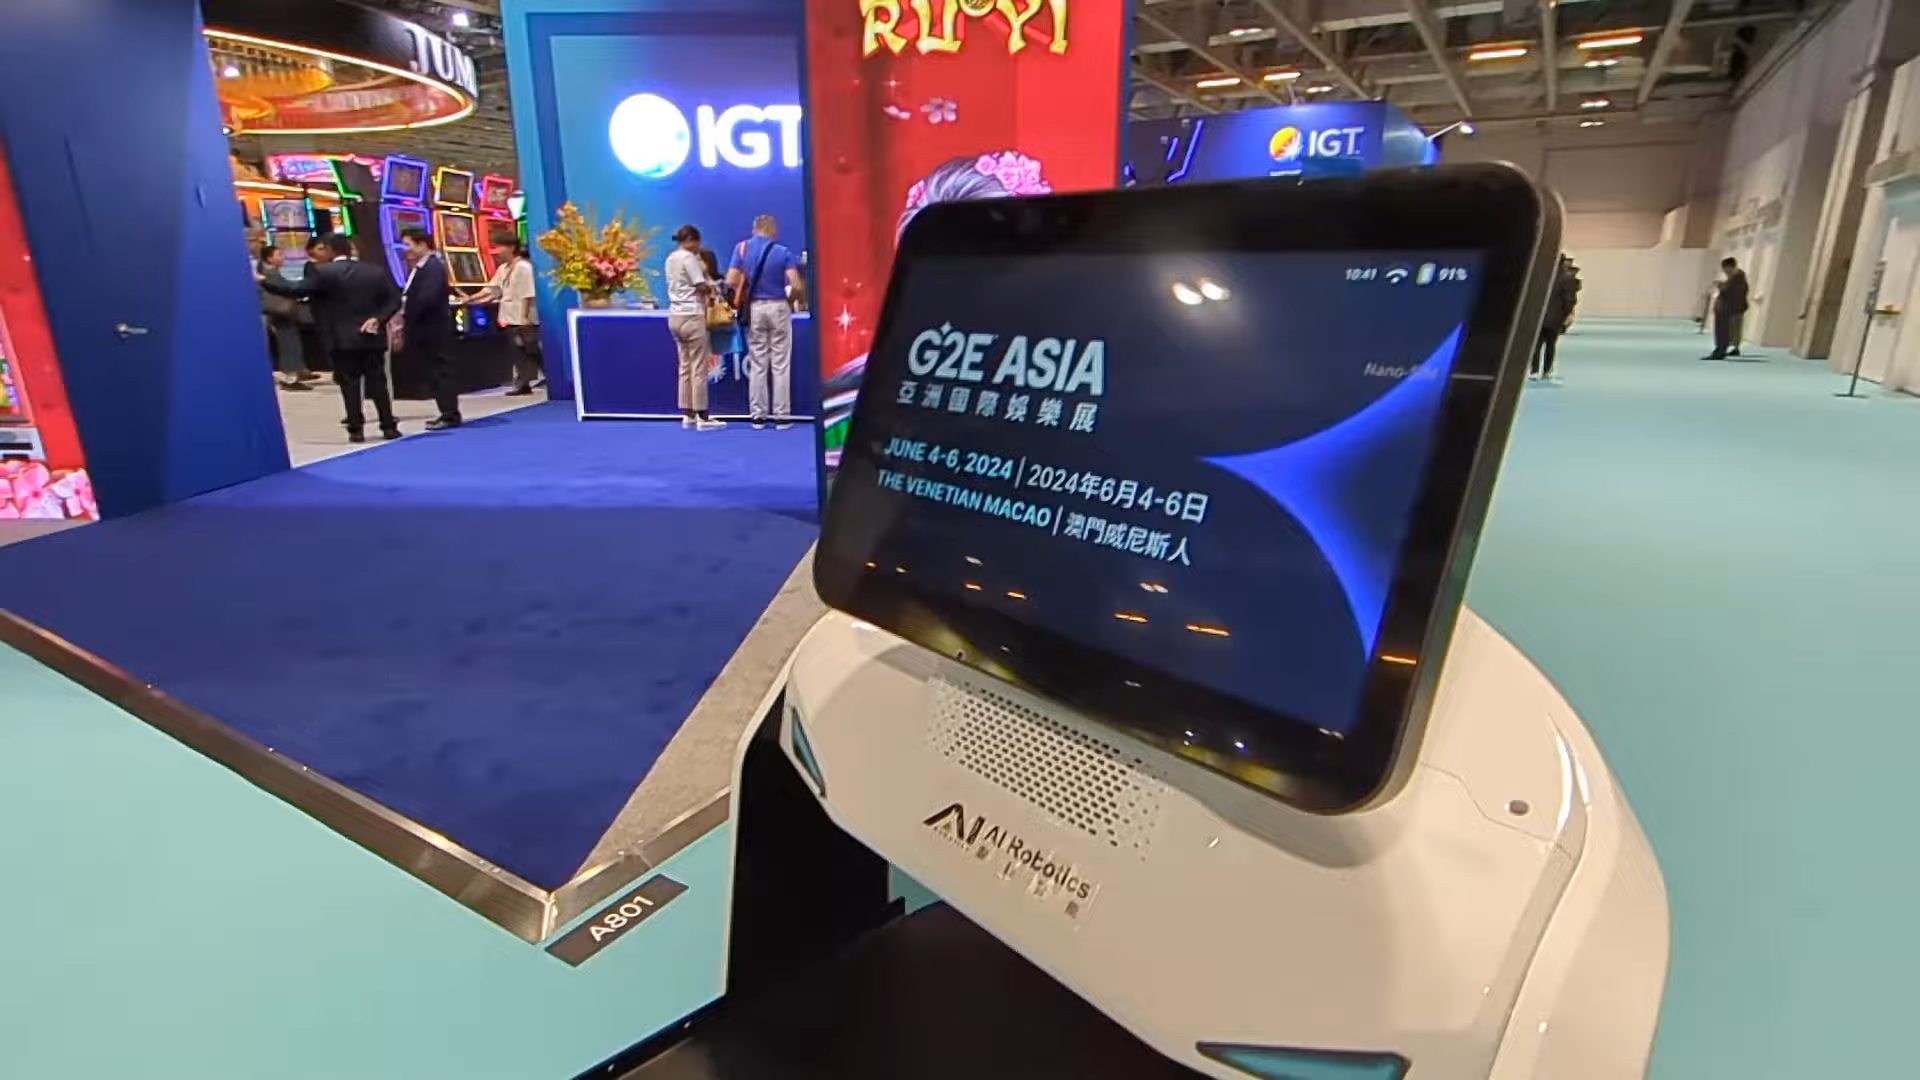 RUYI
IGT
IGT
10:41
91%
G2E ASIA
亞洲國際娛樂展
JUNE 4-6, 2024 | 2024年6月4-6日
THE VENETIAN MACAO | 澳門威尼斯人
AI Robotics
A801